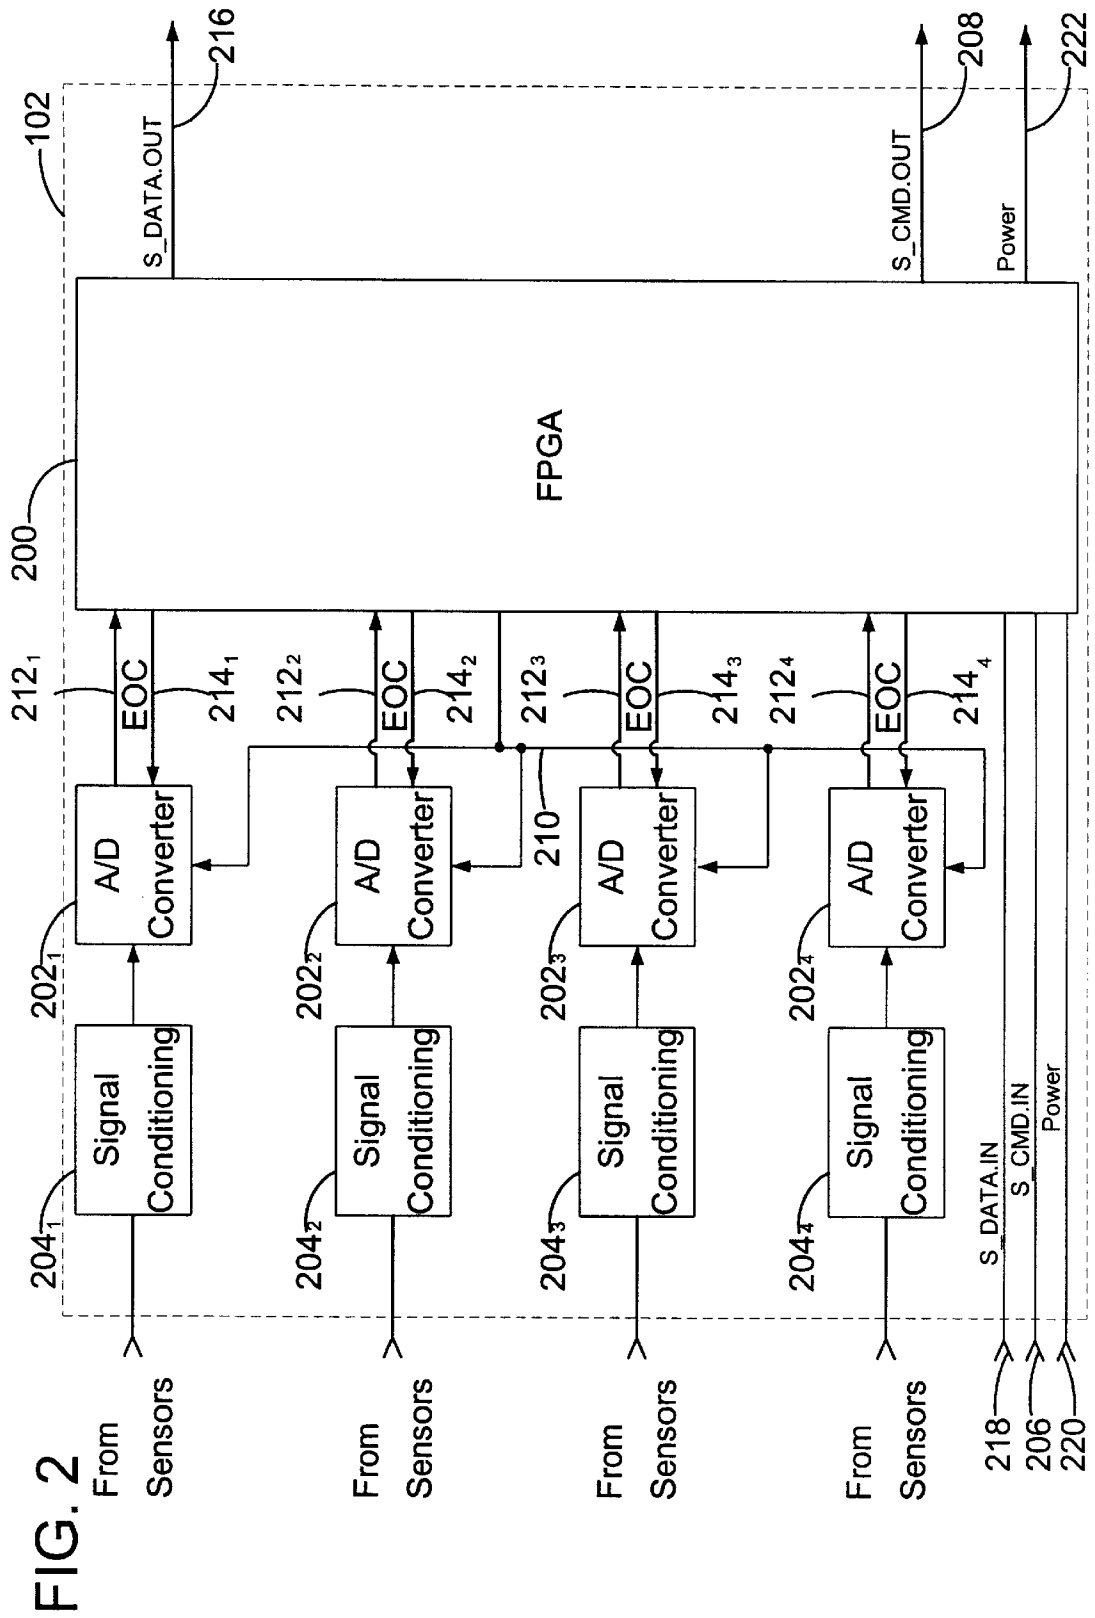 FIG. 2
102
200
FPGA
From
Sensors
204₁
Signal
Conditioning
202₁
A/D
Converter
212₁
EOC
214₁
S_DATA.OUT
216
From
Sensors
204₂
Signal
Conditioning
202₂
A/D
Converter
212₂
EOC
214₂
210
From
Sensors
204₃
Signal
Conditioning
202₃
A/D
Converter
212₃
EOC
214₃
From
Sensors
204₄
Signal
Conditioning
202₄
A/D
Converter
212₄
EOC
214₄
S_CMD.OUT
208
Power
222
218
S_DATA.IN
206
S_CMD.IN
220
Power